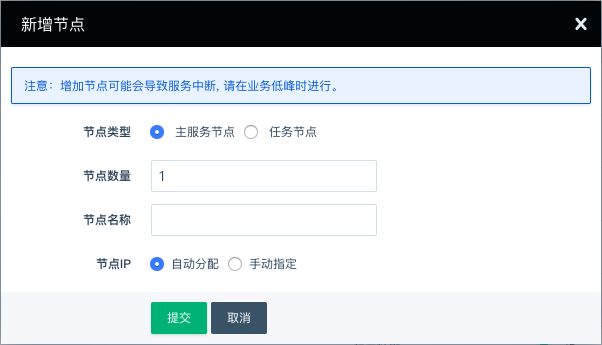 新增节点
注意：增加节点可能会导致服务中断, 请在业务低峰时进行。
节点类型 主服务节点 任务节点
节点数量 1
节点名称
节点IP 自动分配 手动指定
提交 取消